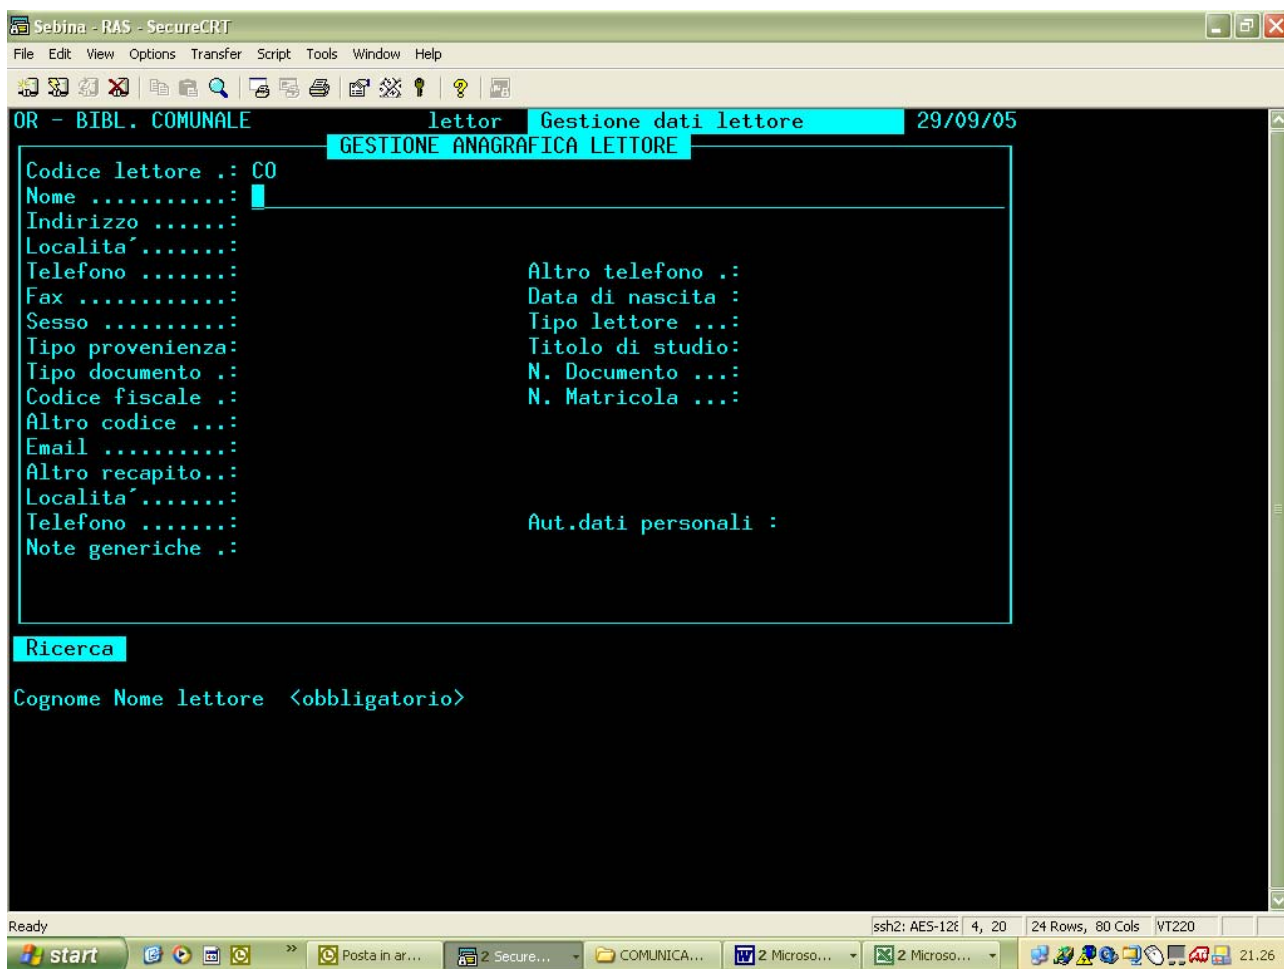 Sebina - RAS - SecureCRT
File Edit View Options Transfer Script Tools Window Help
OR - BIBL. COMUNALE lettor Gestione dati lettore 29/09/05
GESTIONE ANAGRAFICA LETTORE
Codice lettore .: CO
Nome ...........:
Indirizzo ......:
Localita´.......:
Telefono .......: Altro telefono .:
Fax ............: Data di nascita :
Sesso ..........: Tipo lettore ...:
Tipo provenienza: Titolo di studio:
Tipo documento .: N. Documento ...:
Codice fiscale .: N. Matricola ...:
Altro codice ...:
Email ..........:
Altro recapito..:
Localita´.......:
Telefono .......: Aut.dati personali :
Note generiche .:
Ricerca
Cognome Nome lettore <obbligatorio>
Ready ssh2: AES-128 4, 20 24 Rows, 80 Cols VT220
start » Posta in ar... 2 Secure... COMUNICA... 2 Microso... 2 Microso... 21.26